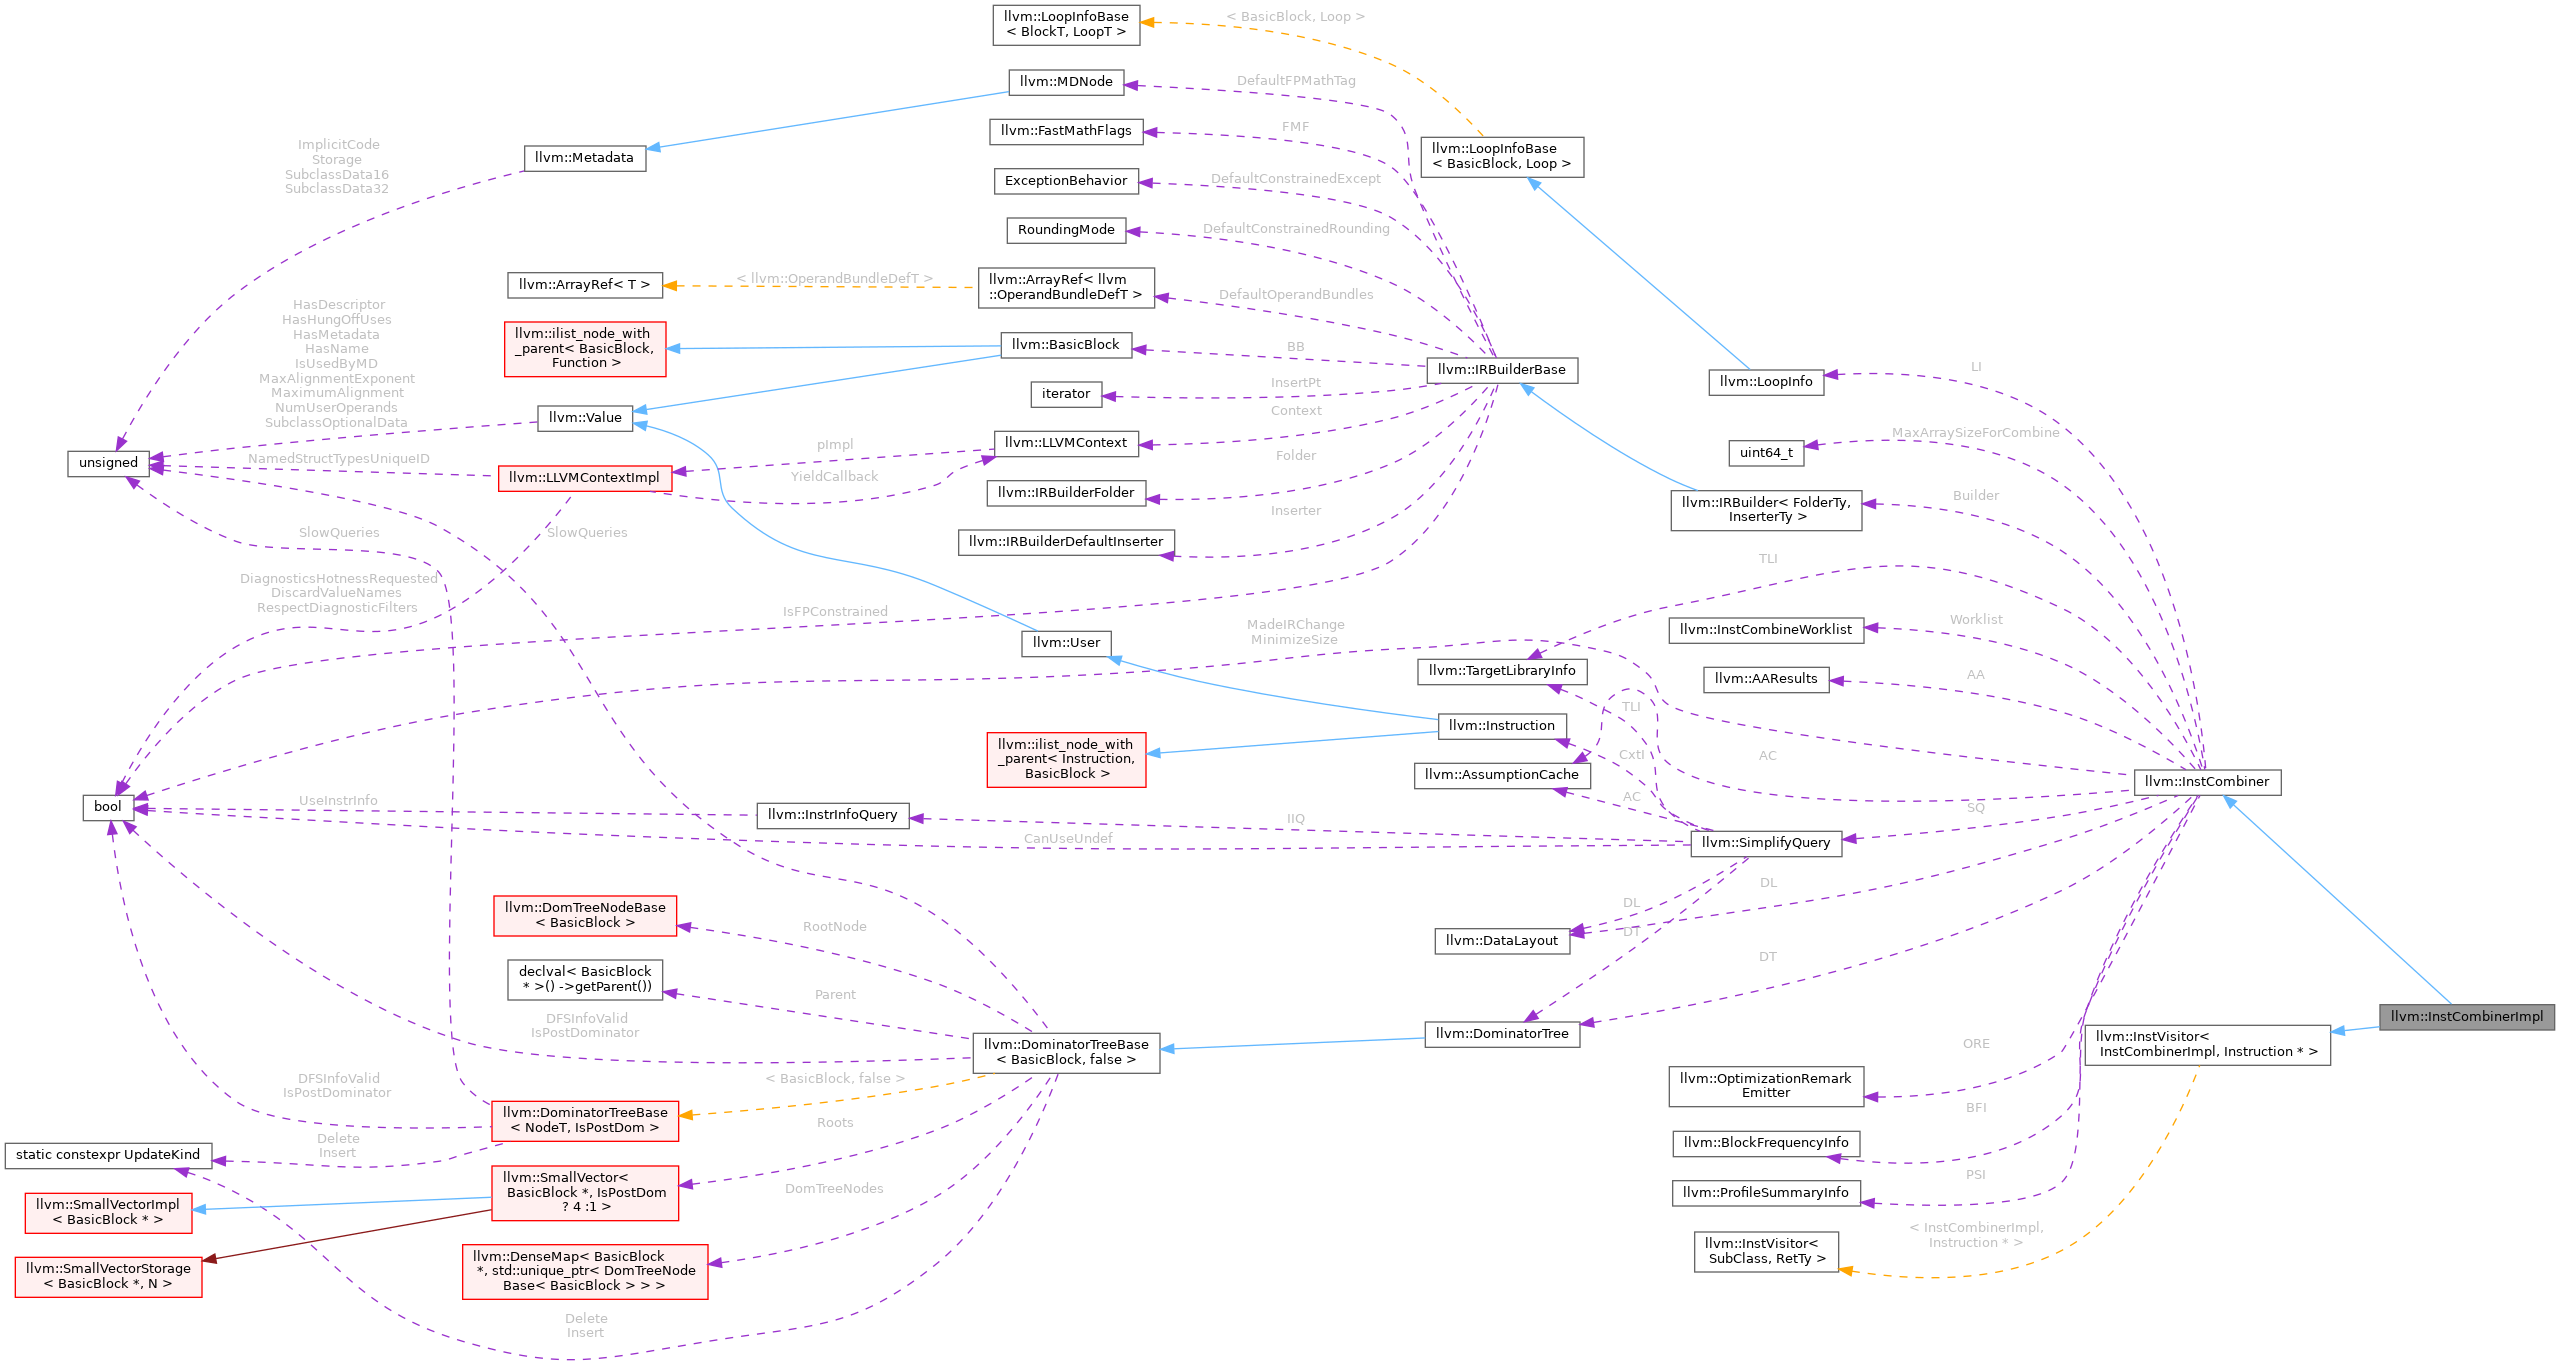 llvm::LoopInfoBase
< BlockT, LoopT >
< BasicBlock, Loop >
llvm::MDNode
DefaultFPMathTag
llvm::FastMathFlags
FMF
llvm::LoopInfoBase
< BasicBlock, Loop >
ImplicitCode
Storage
SubclassData16
SubclassData32
llvm::Metadata
ExceptionBehavior
DefaultConstrainedExcept
RoundingMode
DefaultConstrainedRounding
llvm::ArrayRef< T >
< llvm::OperandBundleDefT >
llvm::ArrayRef< llvm
::OperandBundleDefT >
DefaultOperandBundles
HasDescriptor
HasHungOffUses
HasMetadata
HasName
IsUsedByMD
MaxAlignmentExponent
MaximumAlignment
NumUserOperands
SubclassOptionalData
llvm::ilist_node_with
_parent< BasicBlock,
Function >
llvm::BasicBlock
BB
llvm::IRBuilderBase
LI
llvm::LoopInfo
iterator
InsertPt
llvm::Value
Context
llvm::LLVMContext
pImpl
MaxArraySizeForCombine
uint64_t
unsigned
NamedStructTypesUniqueID
llvm::LLVMContextImpl
YieldCallback
Folder
llvm::IRBuilderFolder
llvm::IRBuilder< FolderTy,
InserterTy >
Builder
Inserter
SlowQueries
SlowQueries
llvm::IRBuilderDefaultInserter
TLI
DiagnosticsHotnessRequested
DiscardValueNames
RespectDiagnosticFilters
IsFPConstrained
MadeIRChange
MinimizeSize
llvm::User
llvm::InstCombineWorklist
Worklist
llvm::TargetLibraryInfo
llvm::AAResults
AA
TLI
llvm::Instruction
llvm::ilist_node_with
_parent< Instruction,
BasicBlock >
CxtI
AC
llvm::AssumptionCache
llvm::InstCombiner
AC
bool
UseInstrInfo
llvm::InstrInfoQuery
IIQ
SQ
CanUseUndef
llvm::SimplifyQuery
DL
llvm::DomTreeNodeBase
< BasicBlock >
RootNode
DL
DT
llvm::DataLayout
DT
declval< BasicBlock
* >() ->getParent())
Parent
DFSInfoValid
IsPostDominator
llvm::DominatorTreeBase
< BasicBlock, false >
llvm::DominatorTree
llvm::InstCombinerImpl
ORE
llvm::InstVisitor<
InstCombinerImpl, Instruction * >
DFSInfoValid
IsPostDominator
< BasicBlock, false >
llvm::OptimizationRemark
Emitter
llvm::DominatorTreeBase
< NodeT, IsPostDom >
Roots
BFI
Delete
Insert
static constexpr UpdateKind
llvm::BlockFrequencyInfo
llvm::SmallVector<
BasicBlock *, IsPostDom
? 4 :1 >
DomTreeNodes
PSI
llvm::ProfileSummaryInfo
llvm::SmallVectorImpl
< BasicBlock * >
< InstCombinerImpl,
Instruction * >
llvm::InstVisitor<
SubClass, RetTy >
llvm::DenseMap< BasicBlock
*, std::unique_ptr< DomTreeNode
Base< BasicBlock > > >
llvm::SmallVectorStorage
< BasicBlock *, N >
Delete
Insert